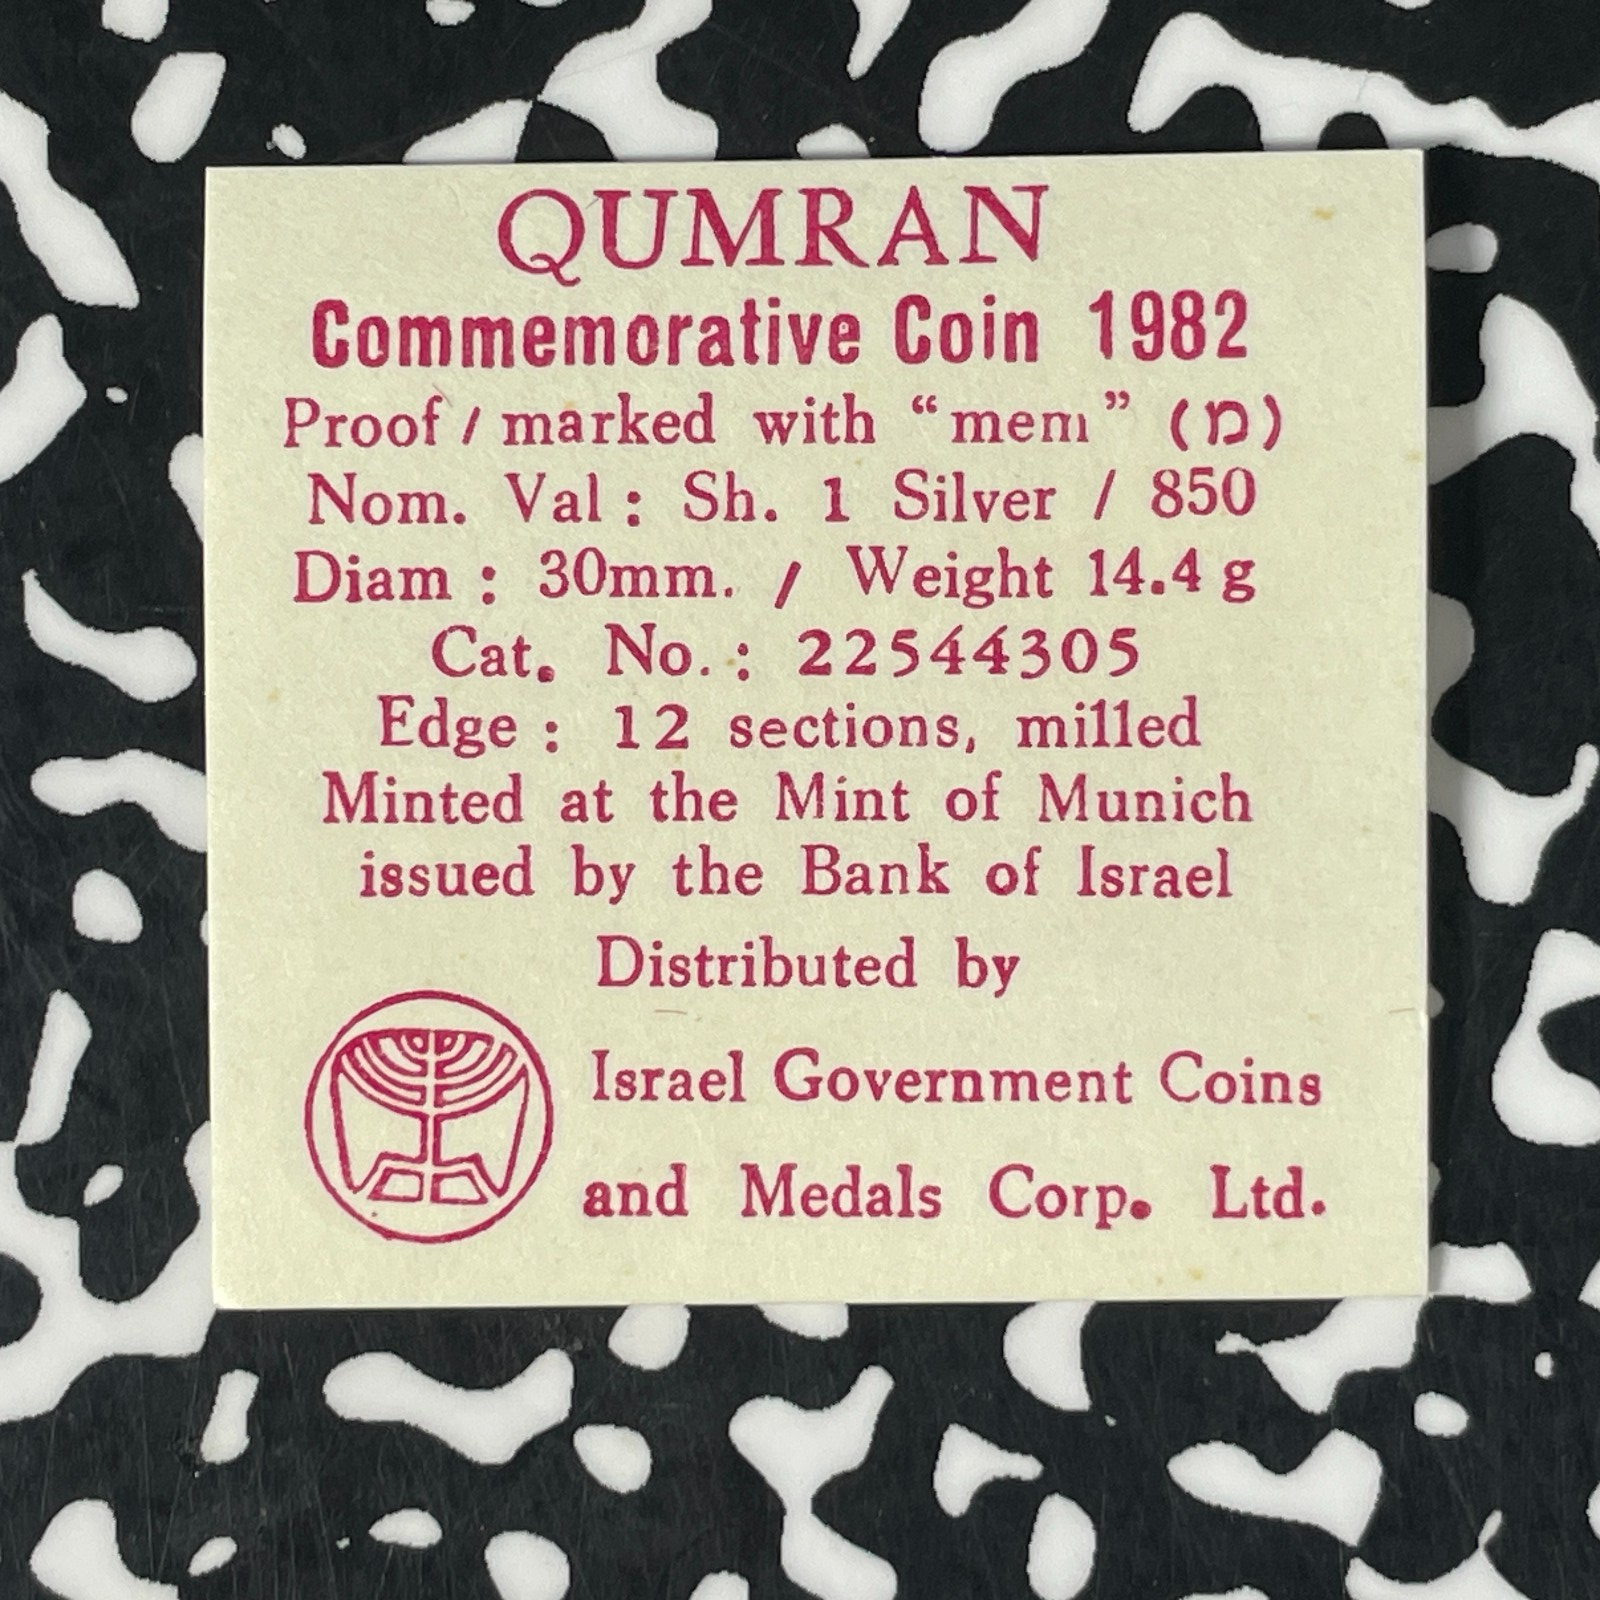 QUMRAN
Commemorative Coin 1982
Proof / marked with “mem” (מ)
Nom. Val : Sh. 1 Silver / 850
Diam : 30mm. / Weight 14.4 g
Cat. No. : 22544305
Edge : 12 sections, milled
Minted at the Mint of Munich
issued by the Bank of Israel
Distributed by
Israel Government Coins
and Medals Corp. Ltd.